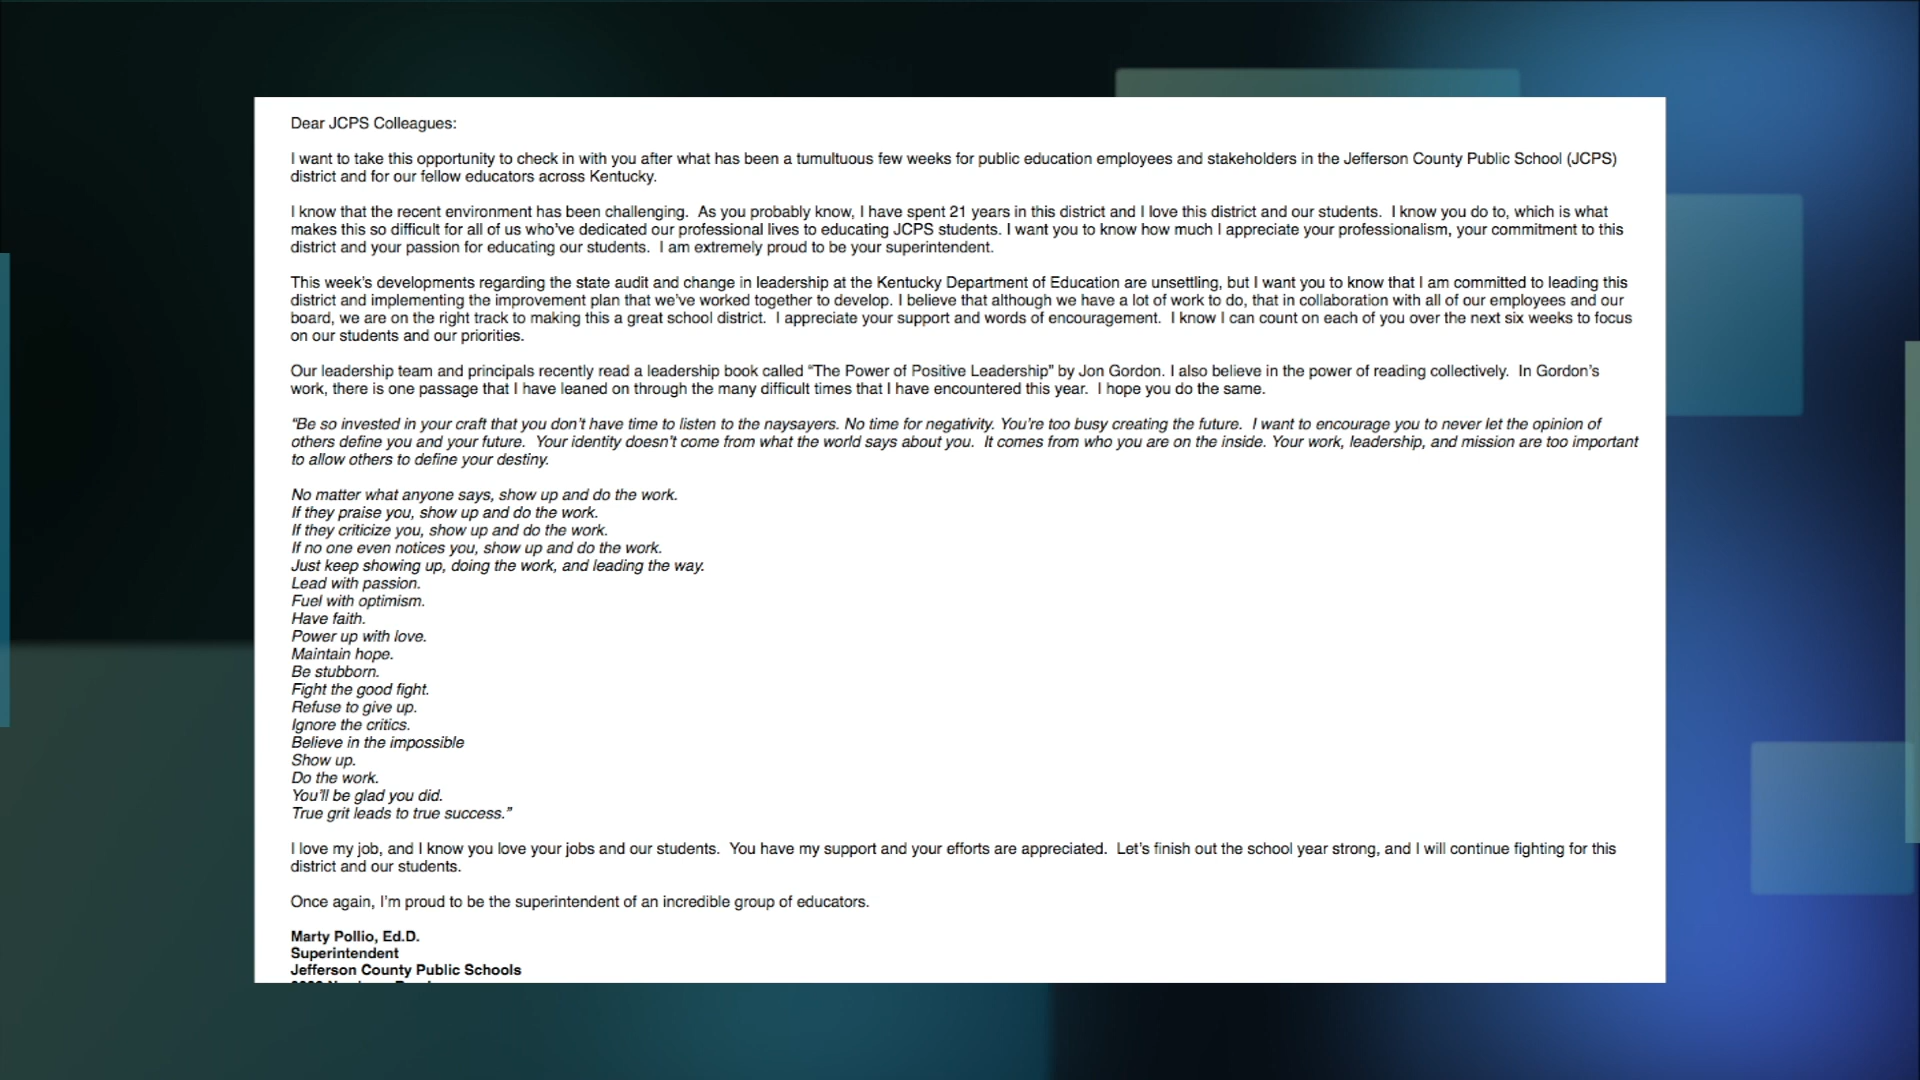 Dear JCPS Colleagues:
I want to take this opportunity to check in with you after what has been a tumultuous few weeks for public education employees and stakeholders in the Jefferson County Public School (JCPS)
district and for our fellow educators across Kentucky.
I know that the recent environment has been challenging.  As you probably know, I have spent 21 years in this district and I love this district and our students.  I know you do to, which is what
makes this so difficult for all of us who’ve dedicated our professional lives to educating JCPS students. I want you to know how much I appreciate your professionalism, your commitment to this
district and your passion for educating our students.  I am extremely proud to be your superintendent.
This week’s developments regarding the state audit and change in leadership at the Kentucky Department of Education are unsettling, but I want you to know that I am committed to leading this
district and implementing the improvement plan that we’ve worked together to develop. I believe that although we have a lot of work to do, that in collaboration with all of our employees and our
board, we are on the right track to making this a great school district.  I appreciate your support and words of encouragement.  I know I can count on each of you over the next six weeks to focus
on our students and our priorities.
Our leadership team and principals recently read a leadership book called “The Power of Positive Leadership” by Jon Gordon. I also believe in the power of reading collectively.  In Gordon’s
work, there is one passage that I have leaned on through the many difficult times that I have encountered this year.  I hope you do the same.
“Be so invested in your craft that you don’t have time to listen to the naysayers. No time for negativity. You’re too busy creating the future.  I want to encourage you to never let the opinion of
others define you and your future.  Your identity doesn’t come from what the world says about you.  It comes from who you are on the inside. Your work, leadership, and mission are too important
to allow others to define your destiny.
No matter what anyone says, show up and do the work.
If they praise you, show up and do the work.
If they criticize you, show up and do the work.
If no one even notices you, show up and do the work.
Just keep showing up, doing the work, and leading the way.
Lead with passion.
Fuel with optimism.
Have faith.
Power up with love.
Maintain hope.
Be stubborn.
Fight the good fight.
Refuse to give up.
Ignore the critics.
Believe in the impossible
Show up.
Do the work.
You’ll be glad you did.
True grit leads to true success.”
I love my job, and I know you love your jobs and our students.  You have my support and your efforts are appreciated.  Let’s finish out the school year strong, and I will continue fighting for this
district and our students.
Once again, I’m proud to be the superintendent of an incredible group of educators.
Marty Pollio, Ed.D.
Superintendent
Jefferson County Public Schools